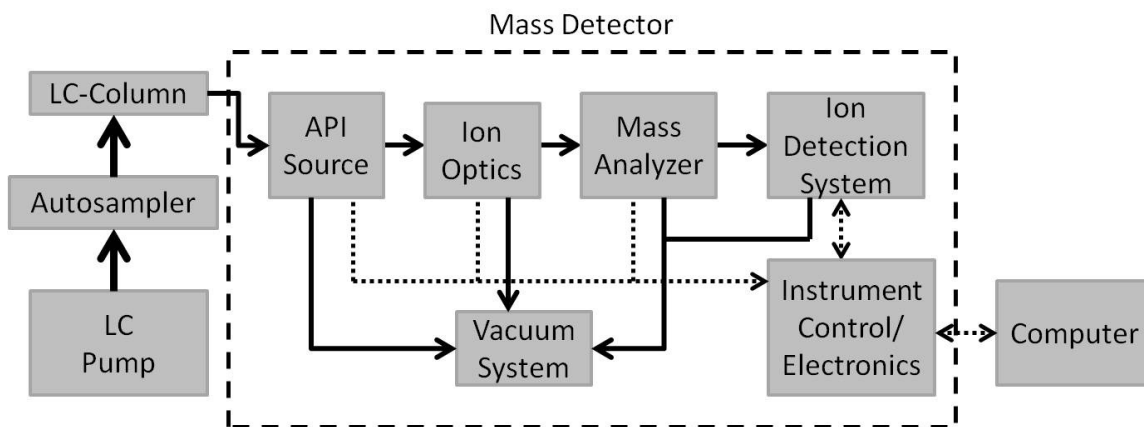 Mass Detector
LC-Column
Autosampler
LC
Pump
API
Source
Ion
Optics
Mass
Analyzer
Ion
Detection
System
Vacuum
System
Instrument
Control/
Electronics
Computer